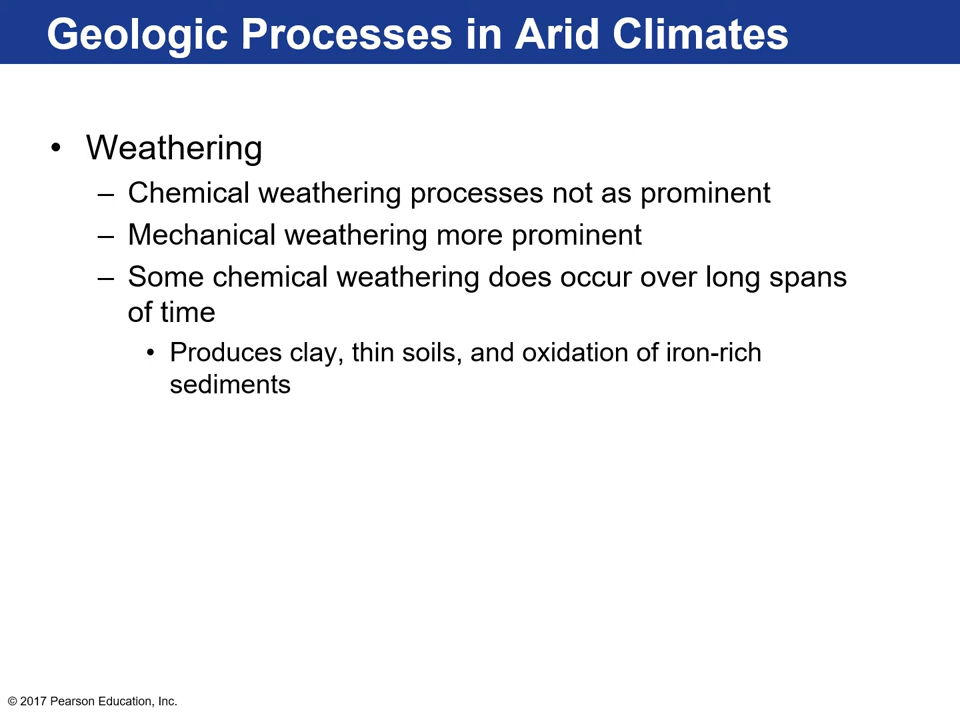 Geologic Processes in Arid Climates
• Weathering
– Chemical weathering processes not as prominent
– Mechanical weathering more prominent
– Some chemical weathering does occur over long spans
of time
• Produces clay, thin soils, and oxidation of iron-rich
sediments
© 2017 Pearson Education, Inc.